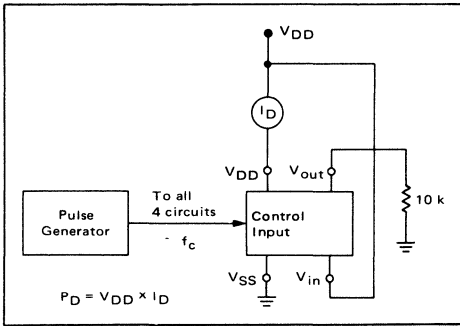 VDD
ID
VDD
Vout
To all
4 circuits
Pulse
Generator
- fc
Control
Input
10 k
VSS
Vin
PD = VDD × ID